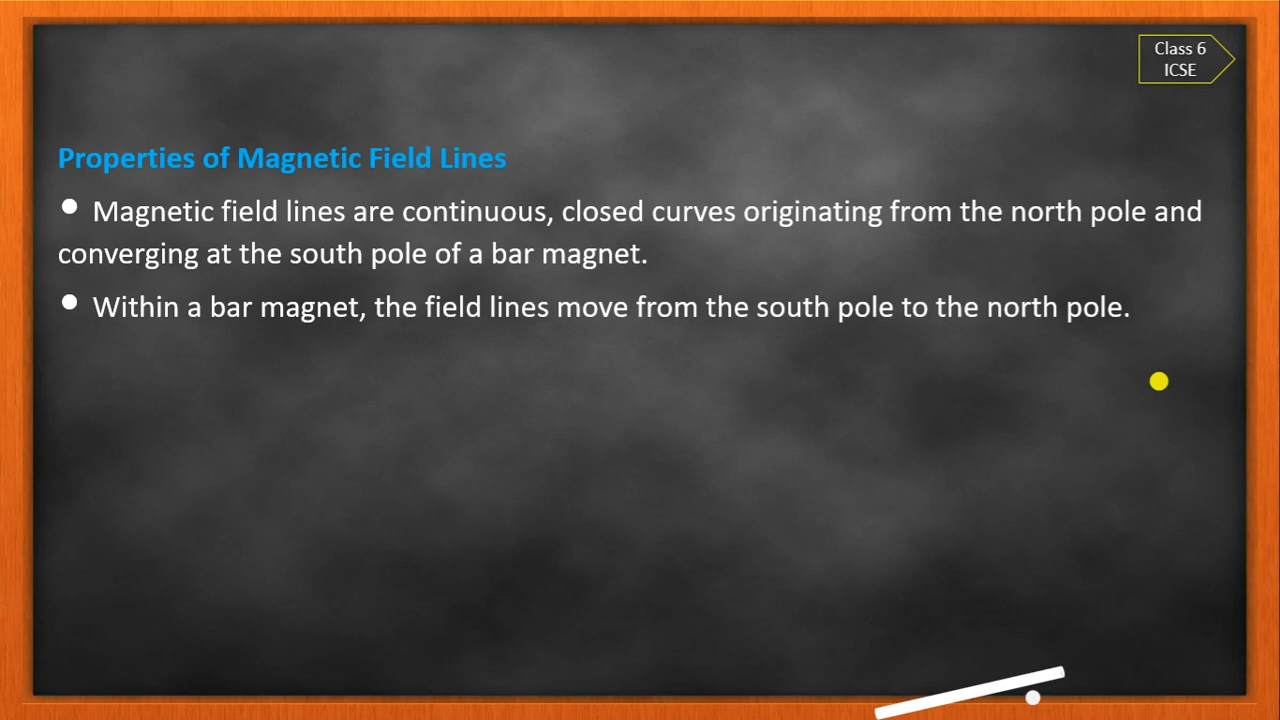 Class 6
ICSE
Properties of Magnetic Field Lines
● Magnetic field lines are continuous, closed curves originating from the north pole and
converging at the south pole of a bar magnet.
● Within a bar magnet, the field lines move from the south pole to the north pole.